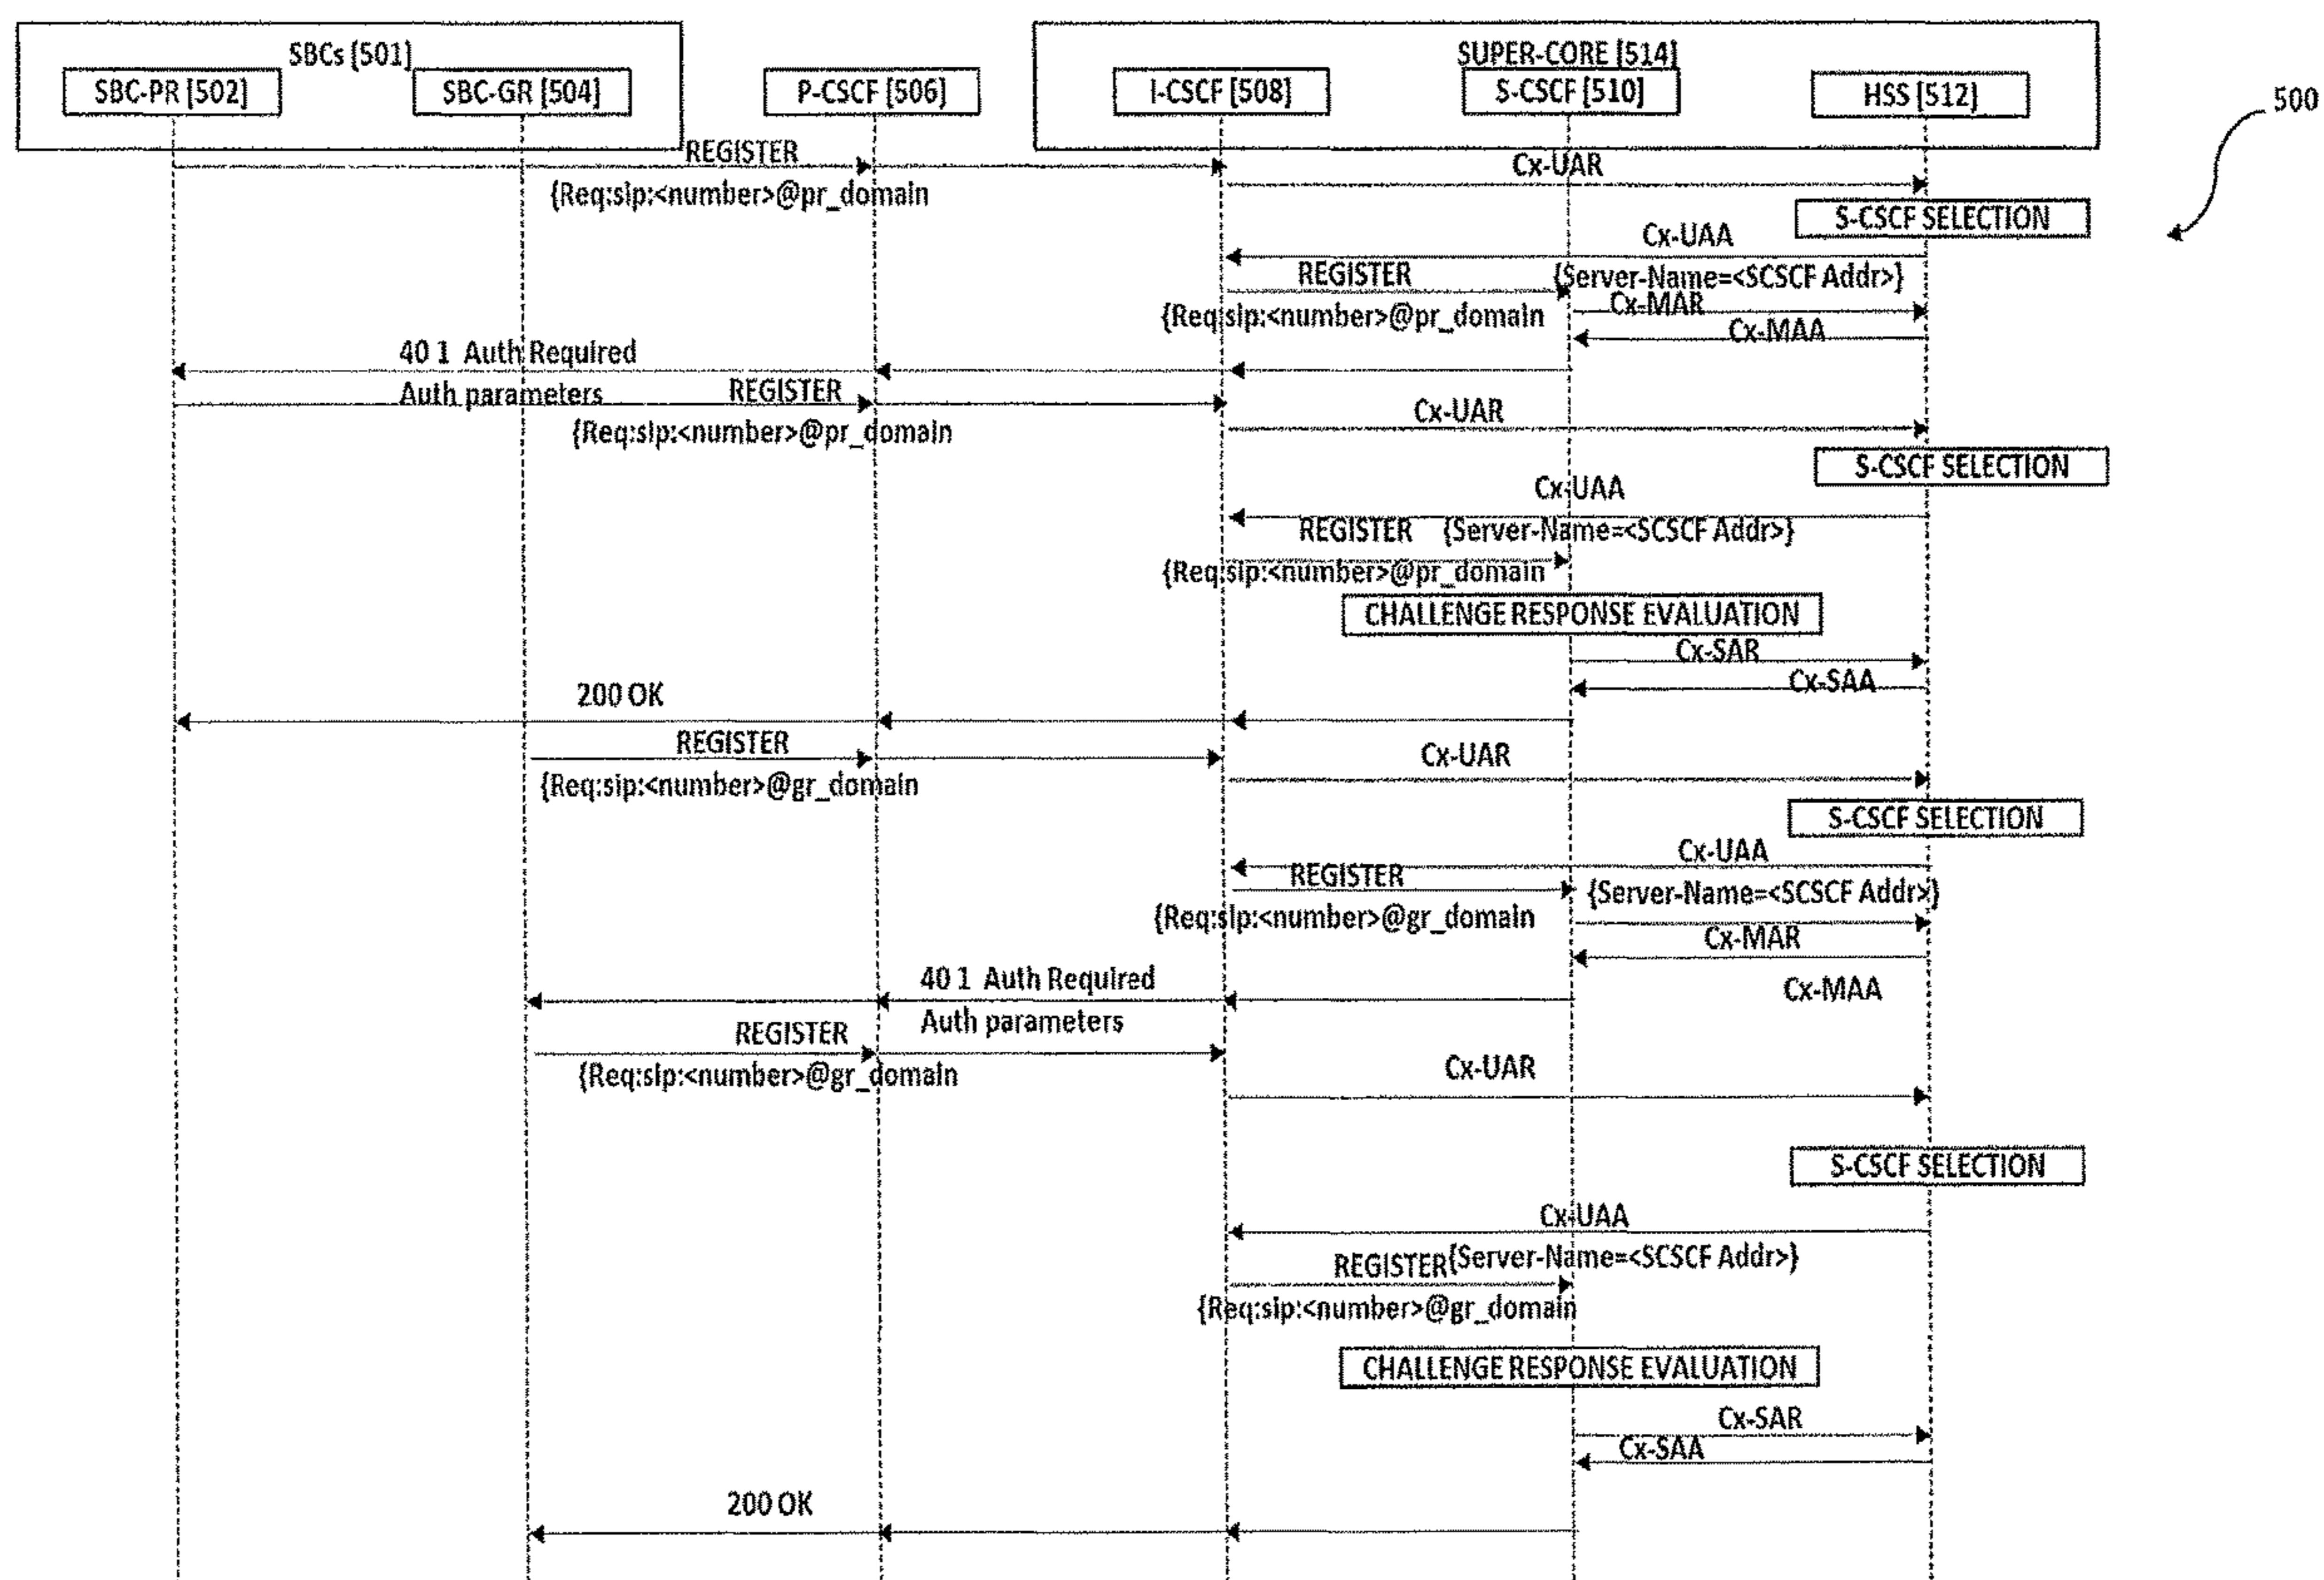 SBCs [501]
SUPER-CORE [514]
SBC-PR [502]
SBC-GR [504]
P-CSCF [506]
I-CSCF [508]
S-CSCF [510]
HSS [512]
500
REGISTER
Cx-UAR
{Req:sip:<number>@pr_domain
S-CSCF SELECTION
Cx-UAA
REGISTER
{Server-Name=<SCSCF Addr>}
Cx-MAR
{Req:sip:<number>@pr_domain
Cx-MAA
40 1 Auth Required
Auth parameters
REGISTER
Cx-UAR
{Req:sip:<number>@pr_domain
S-CSCF SELECTION
Cx-UAA
REGISTER
{Server-Name=<SCSCF Addr>}
{Req:sip:<number>@pr_domain
CHALLENGE RESPONSE EVALUATION
Cx-SAR
Cx-SAA
200 OK
REGISTER
Cx-UAR
{Req:sip:<number>@gr_domain
S-CSCF SELECTION
Cx-UAA
REGISTER
{Server-Name=<SCSCF Addr>}
{Req:sip:<number>@gr_domain
Cx-MAR
40 1 Auth Required
Cx-MAA
Auth parameters
REGISTER
Cx-UAR
{Req:sip:<number>@gr_domain
S-CSCF SELECTION
Cx-UAA
REGISTER
{Server-Name=<SCSCF Addr>}
{Req:sip:<number>@gr_domain
CHALLENGE RESPONSE EVALUATION
Cx-SAR
Cx-SAA
200 OK